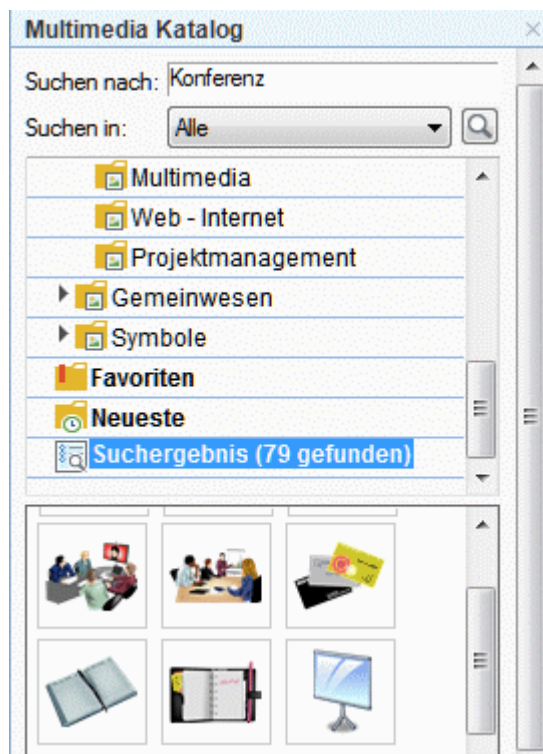 Multimedia Katalog
Suchen nach: Konferenz
Suchen in: Alle
Multimedia
Web - Internet
Projektmanagement
Gemeinwesen
Symbole
Favoriten
Neueste
Suchergebnis (79 gefunden)